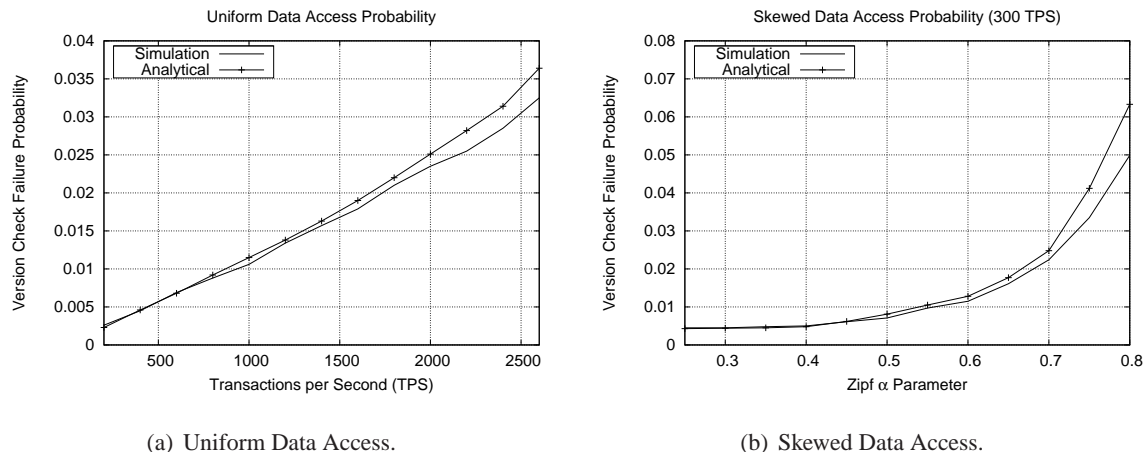 Uniform Data Access Probability
Version Check Failure Probability
0.04
0.035
0.03
0.025
0.02
0.015
0.01
0.005
0
Simulation
Analytical
500 1000 1500 2000 2500
Transactions per Second (TPS)
(a) Uniform Data Access.
Skewed Data Access Probability (300 TPS)
Version Check Failure Probability
0.08
0.07
0.06
0.05
0.04
0.03
0.02
0.01
0
Simulation
Analytical
0.3 0.4 0.5 0.6 0.7 0.8
Zipf α Parameter
(b) Skewed Data Access.